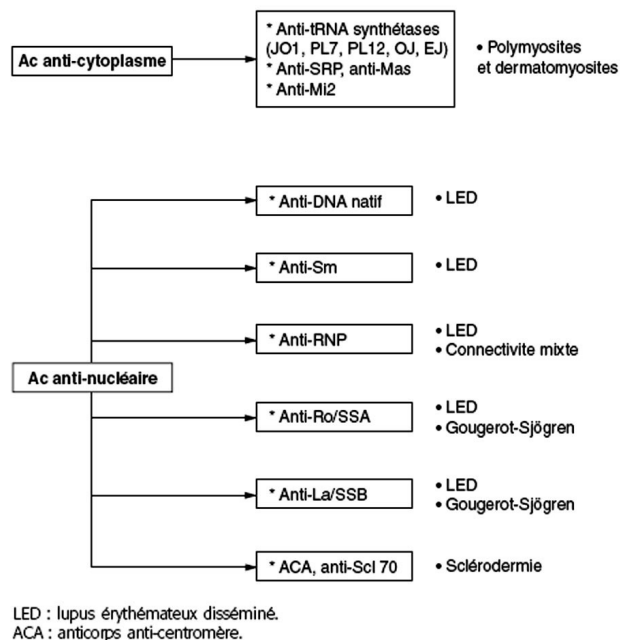 Ac anti-cytoplasme
* Anti-tRNA synthétases
(JO1, PL7, PL12, OJ, EJ)
* Anti-SRP, anti-Mas
* Anti-Mi2
• Polymyosites
et dermatomyosites
Ac anti-nucléaire
* Anti-DNA natif
• LED
* Anti-Sm
• LED
* Anti-RNP
• LED
• Connectivite mixte
* Anti-Ro/SSA
• LED
• Gougerot-Sjögren
* Anti-La/SSB
• LED
• Gougerot-Sjögren
* ACA, anti-Scl 70
• Sclérodermie
LED : lupus érythémateux disséminé.
ACA : anticorps anti-centromère.